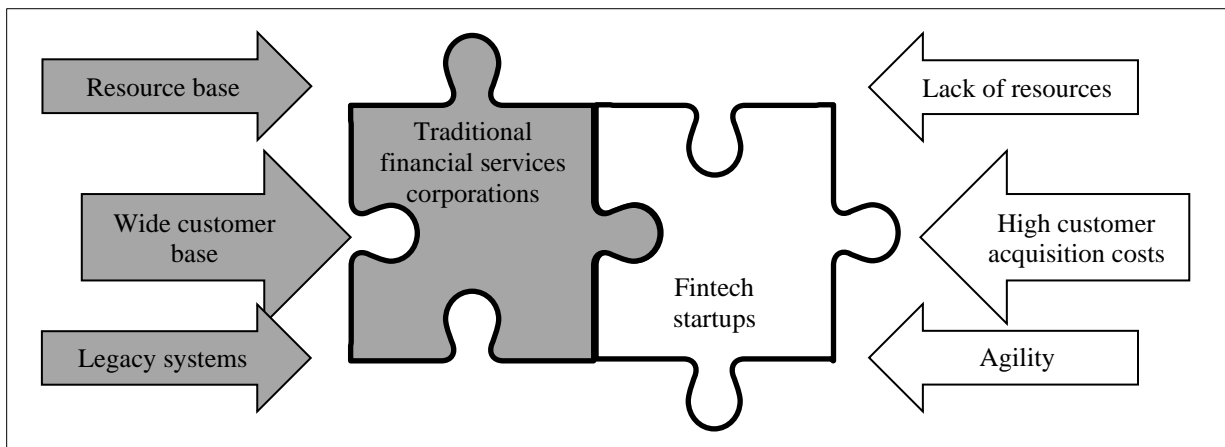 Resource base
Wide customer
base
Legacy systems
Traditional
financial services
corporations
Fintech
startups
Lack of resources
High customer
acquisition costs
Agility